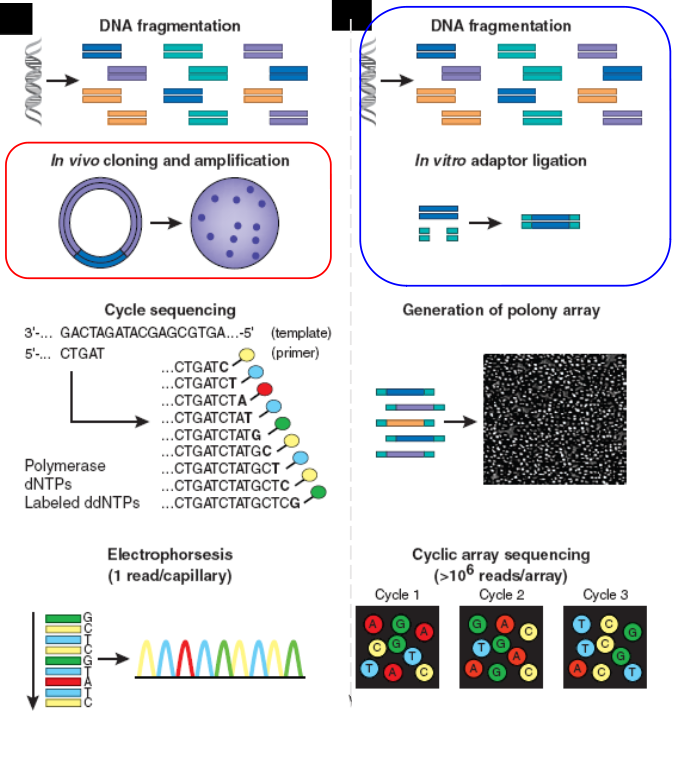 DNA fragmentation
In vivo cloning and amplification
Cycle sequencing
3'-... GACTAGATACGAGCGTGA...-5' (template)
5'-... CTGAT (primer)
...CTGATC
...CTGATCT
...CTGATCTA
...CTGATCTAT
...CTGATCTATG
...CTGATCTATGC
...CTGATCTATGCT
...CTGATCTATGCTC
...CTGATCTATGCTCG
Polymerase
dNTPs
Labeled ddNTPs
Electrophorsesis
(1 read/capillary)
G
C
T
C
G
T
A
T
C
DNA fragmentation
In vitro adaptor ligation
Generation of polony array
Cyclic array sequencing
(>10⁶ reads/array)
Cycle 1 Cycle 2 Cycle 3
A G A
C G
T T
A C
G A C
T G
A
A G C
T C G
T C
G
A C T